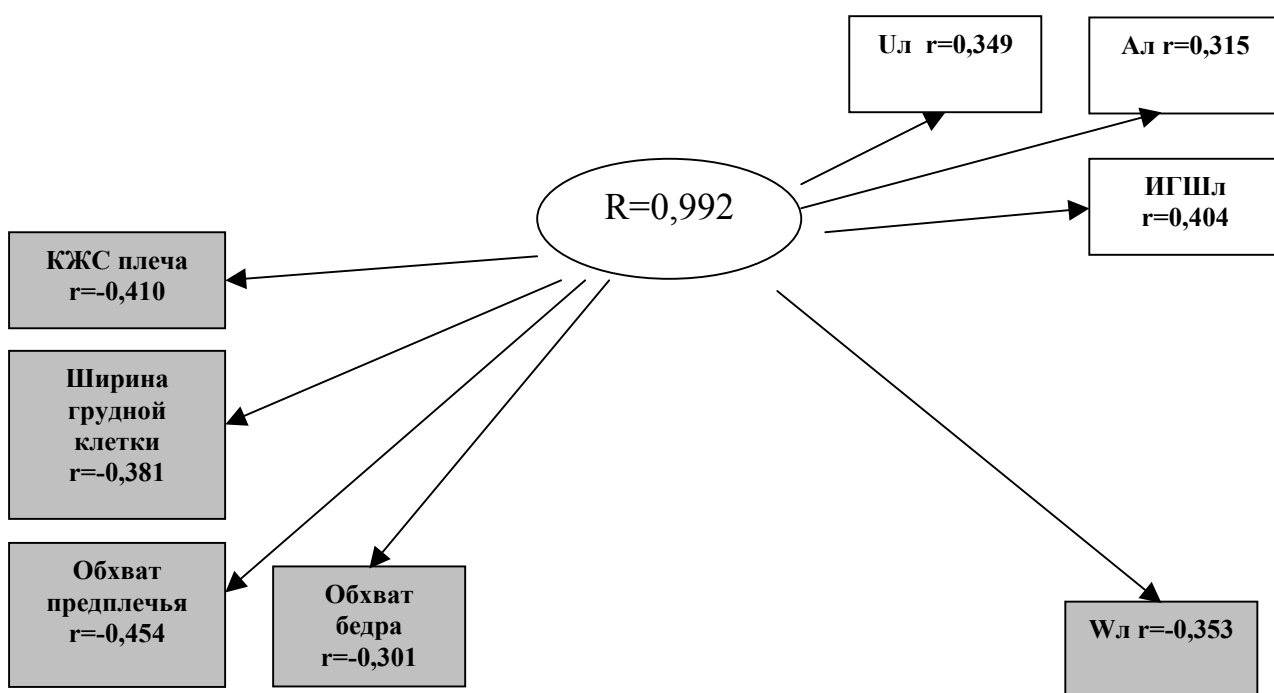 Uл r=0,349
Ал r=0,315
ИГШл
r=0,404
R=0,992
КЖС плеча
r=-0,410
Ширина
грудной
клетки
r=-0,381
Обхват
предплечья
r=-0,454
Обхват
бедра
r=-0,301
Wл r=-0,353